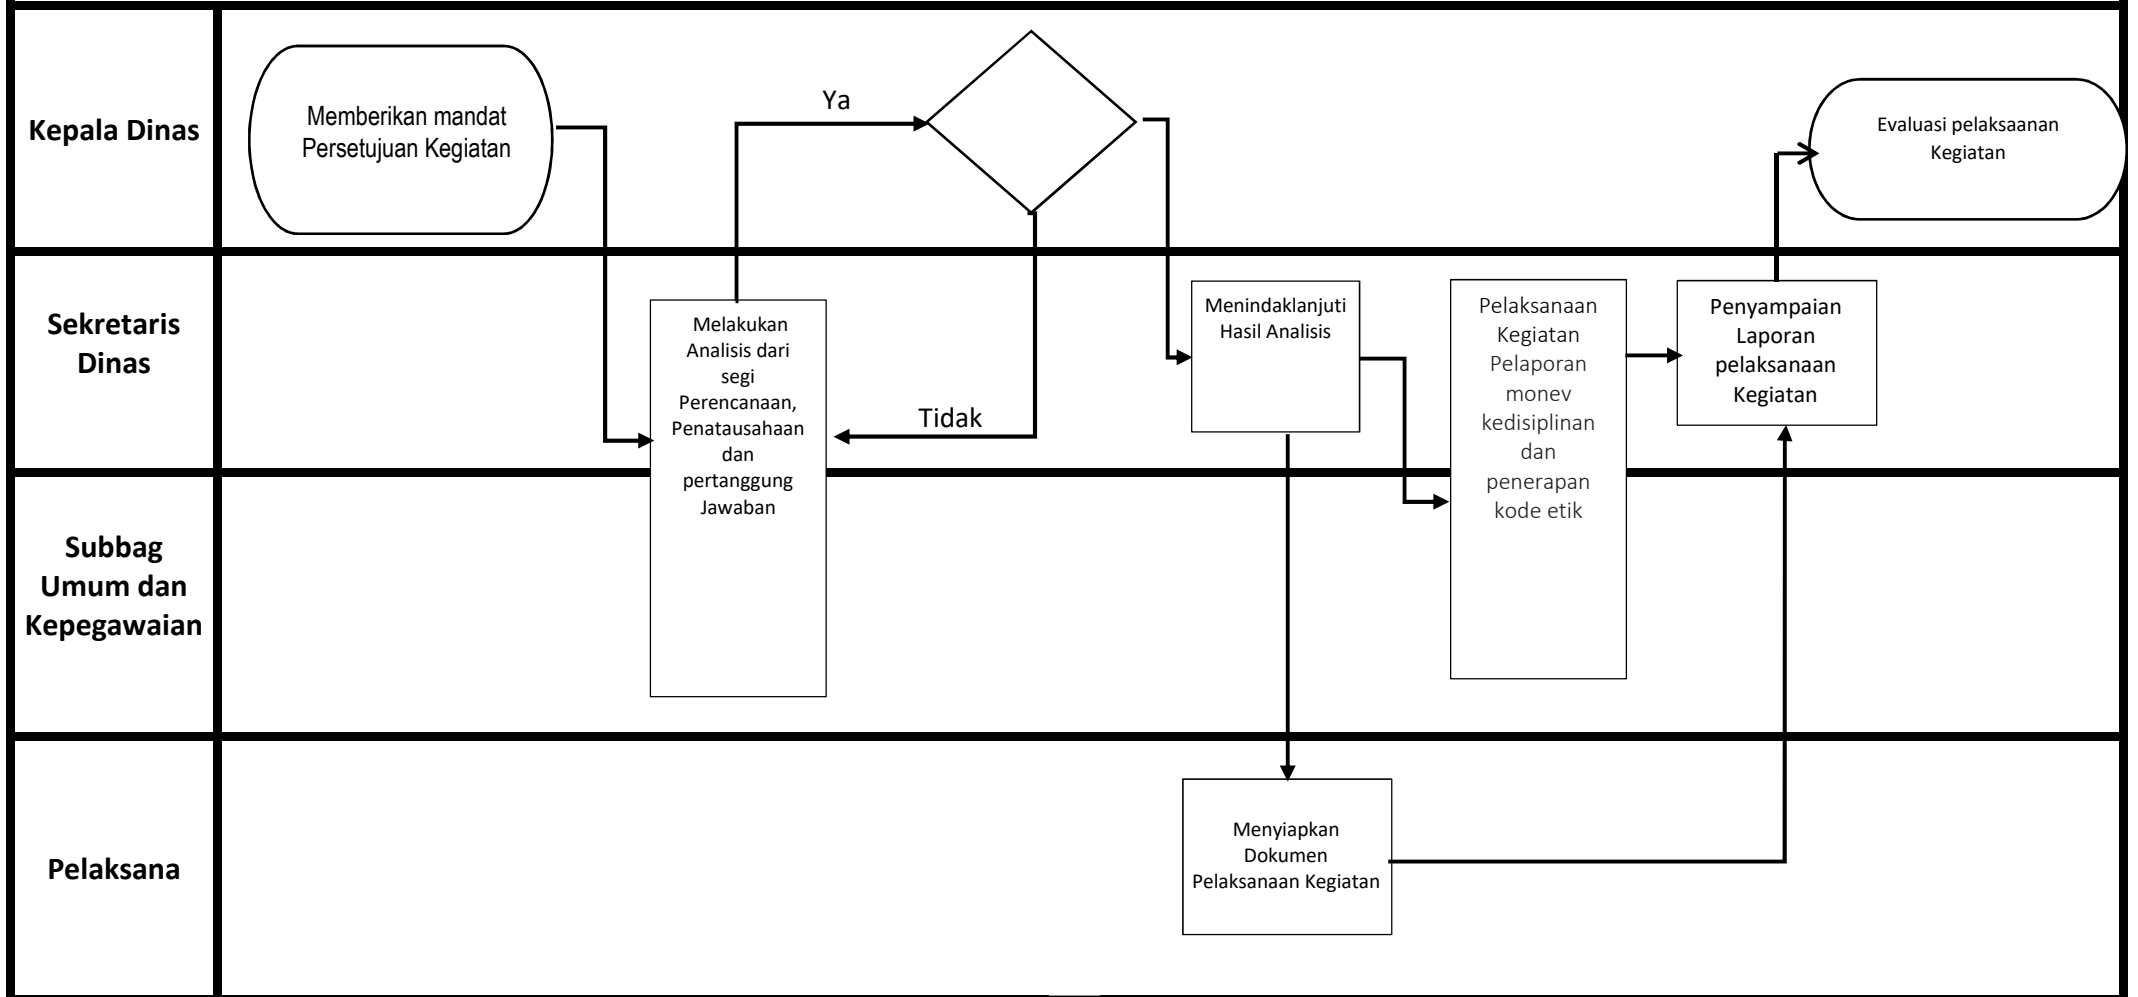 Kepala Dinas
Memberikan mandat
Persetujuan Kegiatan
Ya
Evaluasi pelaksaanan
Kegiatan
Sekretaris
Dinas
Melakukan
Analisis dari
segi
Perencanaan,
Penatausahaan
dan
pertanggung
Jawaban
Tidak
Menindaklanjuti
Hasil Analisis
Pelaksanaan
Kegiatan
Pelaporan
monev
kedisiplinan
dan
penerapan
kode etik
Penyampaian
Laporan
pelaksanaan
Kegiatan
Subbag
Umum dan
Kepegawaian
Pelaksana
Menyiapkan
Dokumen
Pelaksanaan Kegiatan